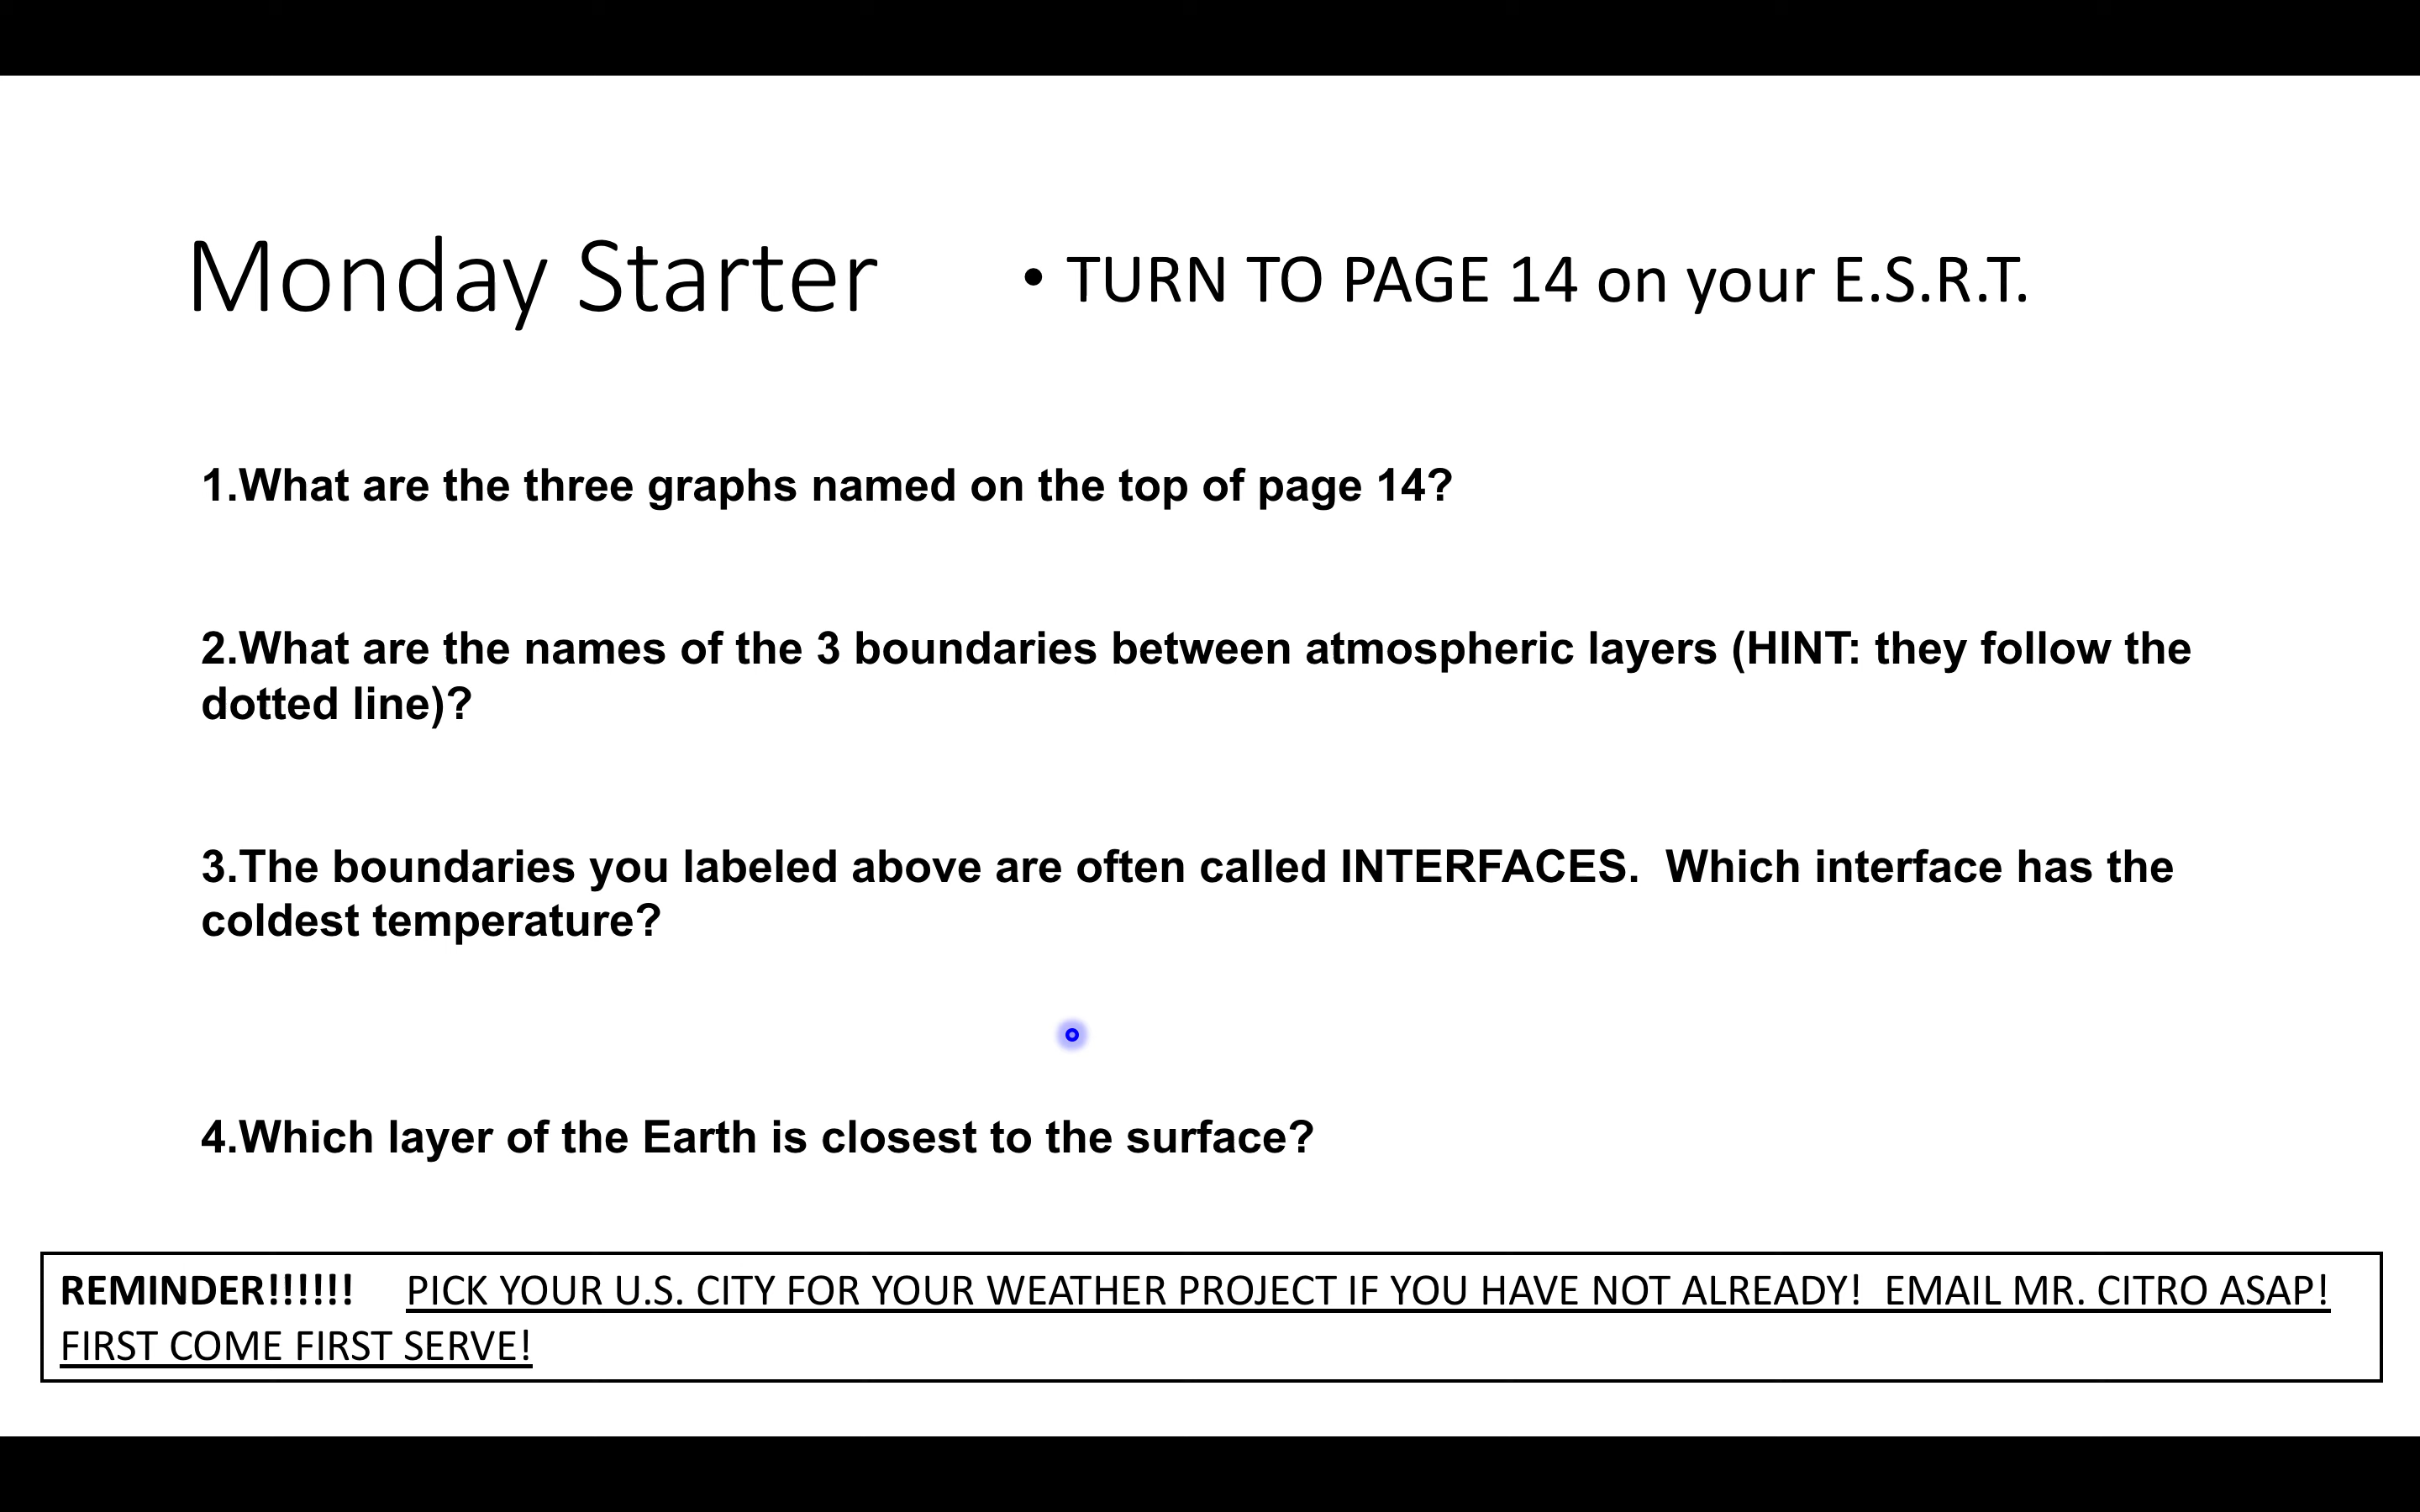 Monday Starter
• TURN TO PAGE 14 on your E.S.R.T.
1.What are the three graphs named on the top of page 14?
2.What are the names of the 3 boundaries between atmospheric layers (HINT: they follow the
dotted line)?
3.The boundaries you labeled above are often called INTERFACES.  Which interface has the
coldest temperature?
4.Which layer of the Earth is closest to the surface?
REMINDER!!!!!!   PICK YOUR U.S. CITY FOR YOUR WEATHER PROJECT IF YOU HAVE NOT ALREADY!  EMAIL MR. CITRO ASAP!
FIRST COME FIRST SERVE!